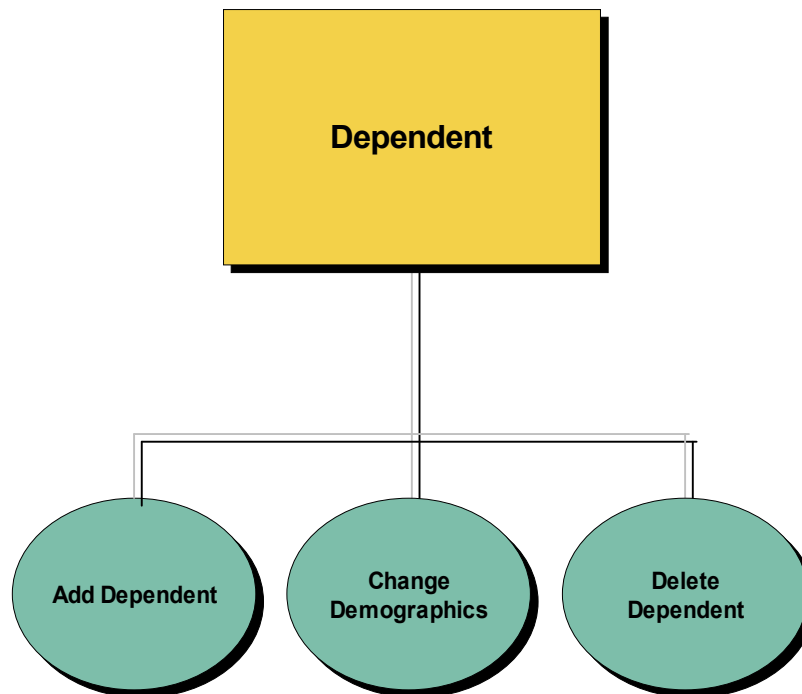 Dependent
Add Dependent
Change
Demographics
Delete
Dependent